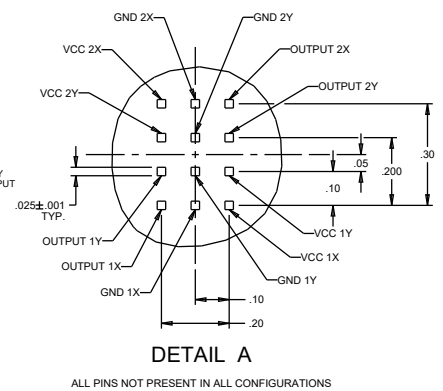 GND 2X
GND 2Y
VCC 2X
OUTPUT 2X
VCC 2Y
OUTPUT 2Y
.05
.30
.200
.10
Y
PUT
.025±.001
TYP.
OUTPUT 1Y
VCC 1Y
OUTPUT 1X
VCC 1X
GND 1X
GND 1Y
.10
.20
DETAIL A
ALL PINS NOT PRESENT IN ALL CONFIGURATIONS